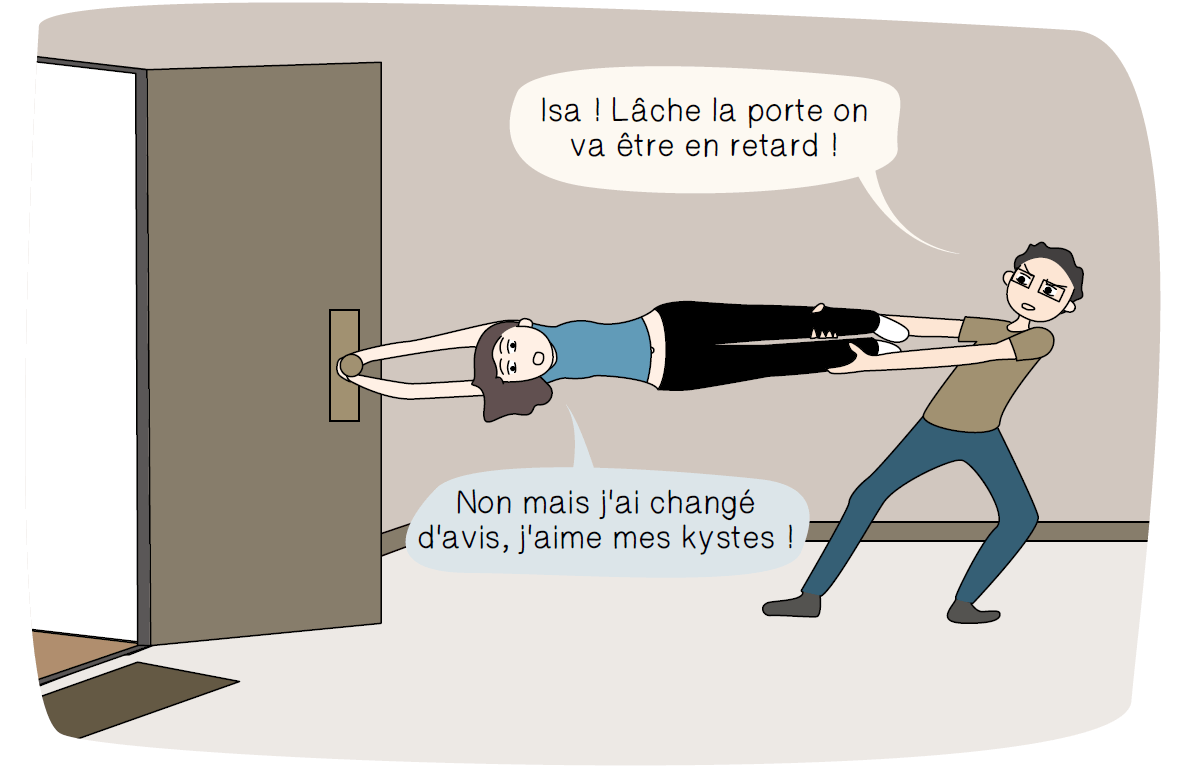 Isa ! Lâche la porte on
va être en retard !
Non mais j'ai changé
d'avis, j'aime mes kystes !